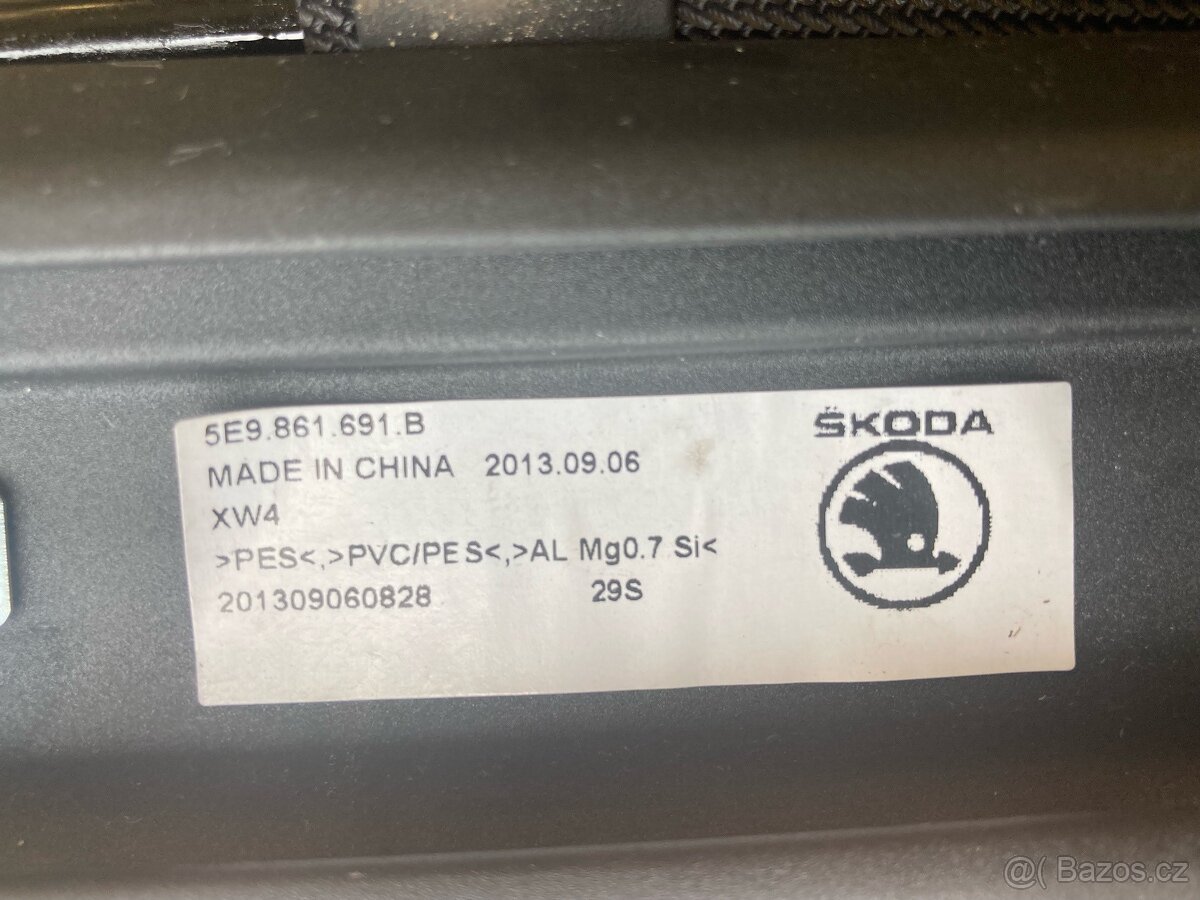 5E9.861.691.B
MADE IN CHINA 2013.09.06
XW4
>PES<,>PVC/PES<,>AL Mg0.7 Si<
201309060828 29S
ŠKODA
@( Bazos.cz